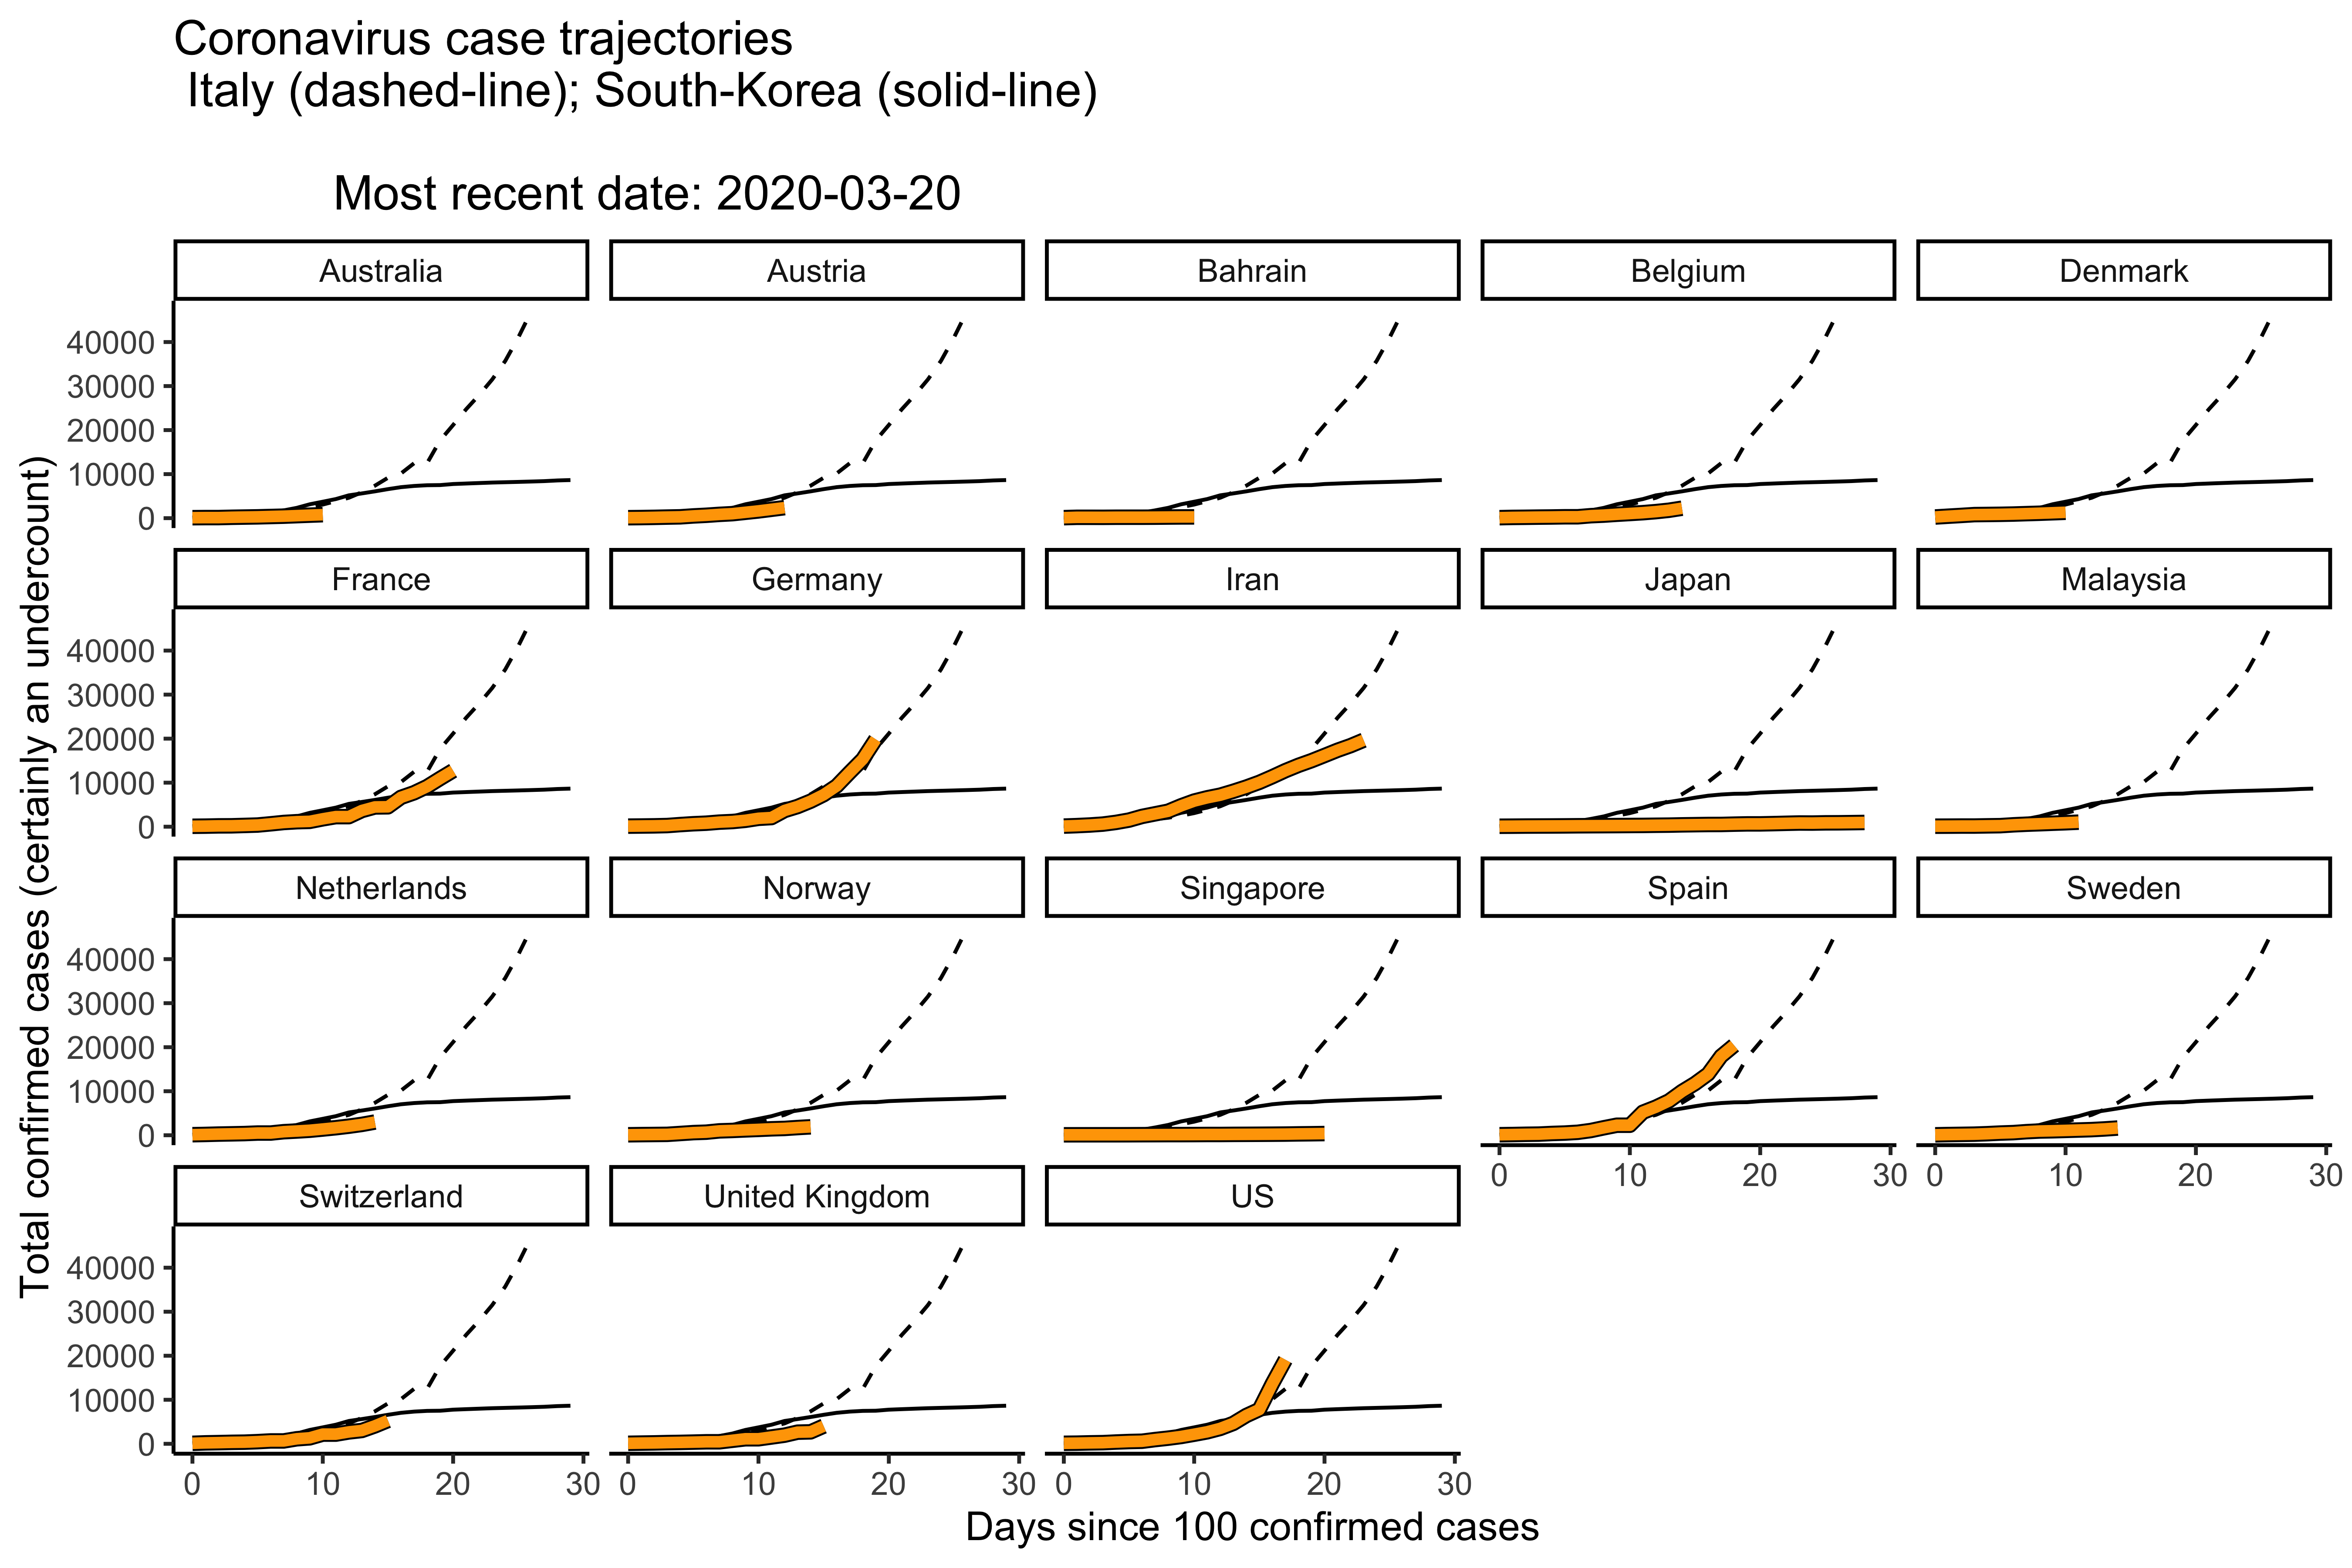 Coronavirus case trajectories
Italy (dashed-line); South-Korea (solid-line)
Most recent date: 2020-03-20
Total confirmed cases (certainly an undercount)
Australia
Austria
Bahrain
Belgium
Denmark
40000
30000
20000
10000
0
France
Germany
Iran
Japan
Malaysia
40000
30000
20000
10000
0
Netherlands
Norway
Singapore
Spain
Sweden
40000
30000
20000
10000
0
0 10 20 30
0 10 20 30
Switzerland
United Kingdom
US
40000
30000
20000
10000
0
0 10 20 30
0 10 20 30
0 10 20 30
Days since 100 confirmed cases